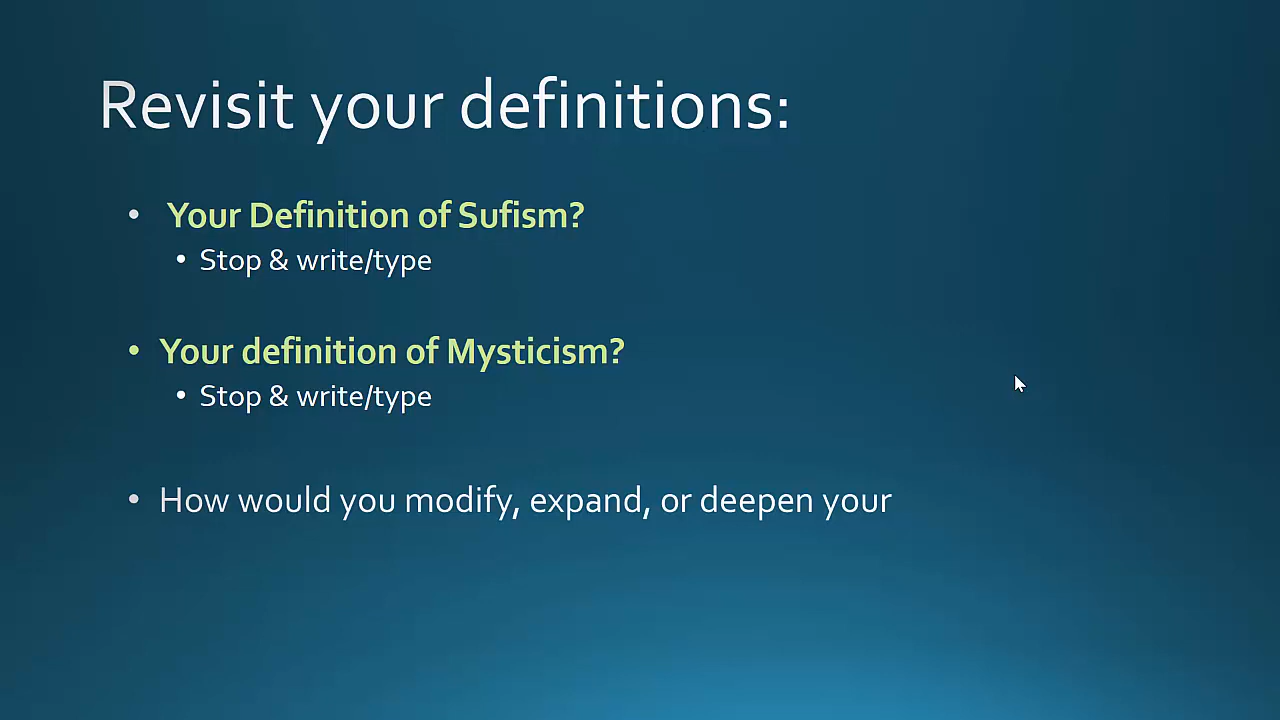 Revisit your definitions:
• Your Definition of Sufism?
• Stop & write/type
• Your definition of Mysticism?
• Stop & write/type
• How would you modify, expand, or deepen your